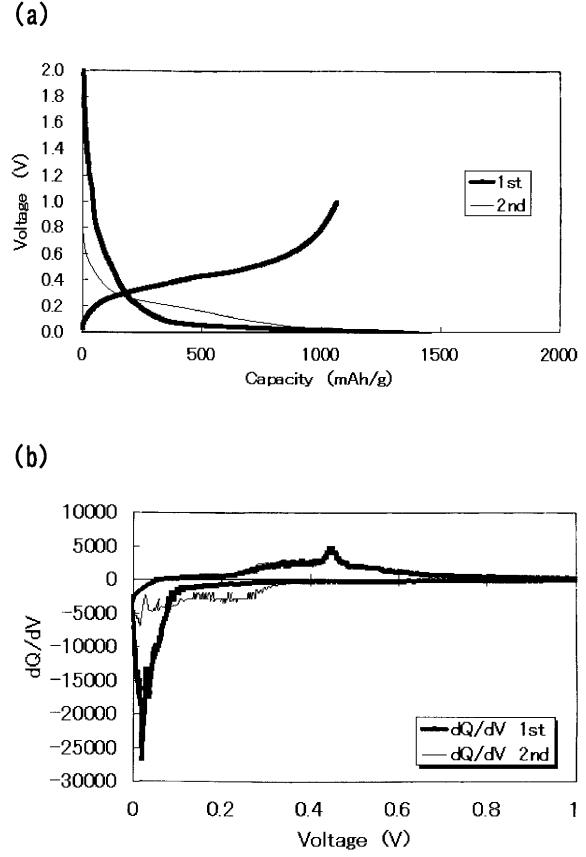 (a)
2.0
1.8
1.6
1.4
1.2
1.0
0.8
0.6
0.4
0.2
0.0
Voltage (V)
1st
2nd
0 500 1000 1500 2000
Capacity (mAh/g)
(b)
10000
5000
0
-5000
-10000
-15000
-20000
-25000
-30000
dQ/dV
dQ/dV 1st
dQ/dV 2nd
0 0.2 0.4 0.6 0.8 1
Voltage (V)